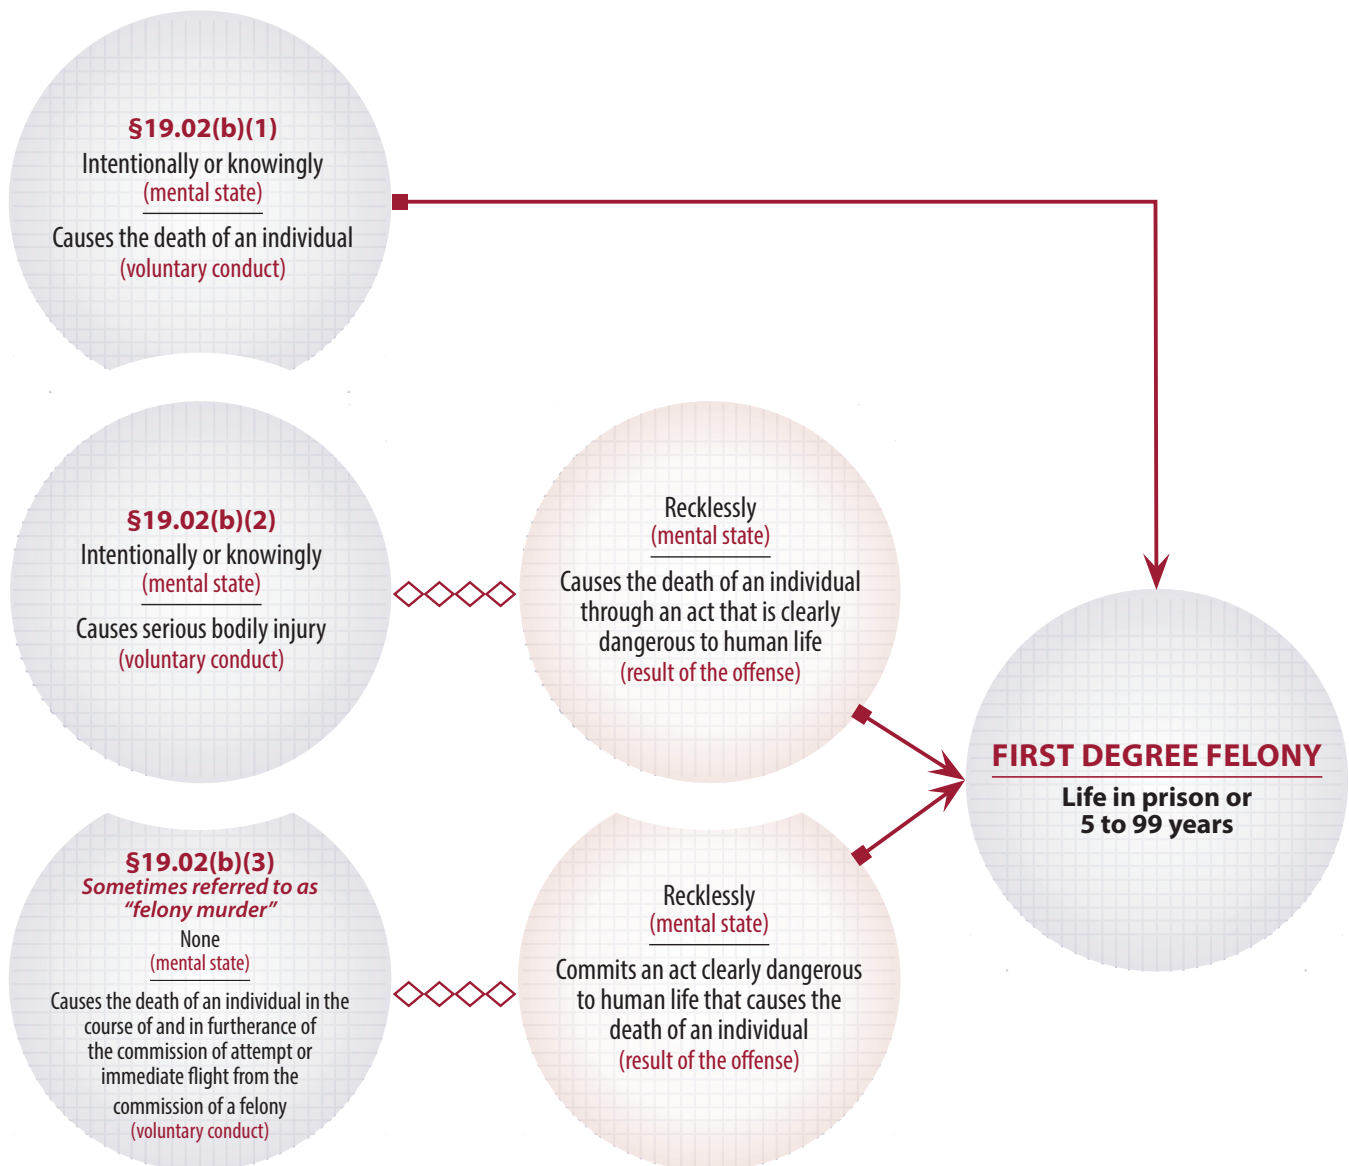 §19.02(b)(1)
Intentionally or knowingly
(mental state)
Causes the death of an individual
(voluntary conduct)
§19.02(b)(2)
Intentionally or knowingly
(mental state)
Causes serious bodily injury
(voluntary conduct)
Recklessly
(mental state)
Causes the death of an individual
through an act that is clearly
dangerous to human life
(result of the offense)
§19.02(b)(3)
Sometimes referred to as
“felony murder”
None
(mental state)
Causes the death of an individual in the
course of and in furtherance of
the commission of attempt or
immediate flight from the
commission of a felony
(voluntary conduct)
Recklessly
(mental state)
Commits an act clearly dangerous
to human life that causes the
death of an individual
(result of the offense)
FIRST DEGREE FELONY
Life in prison or
5 to 99 years